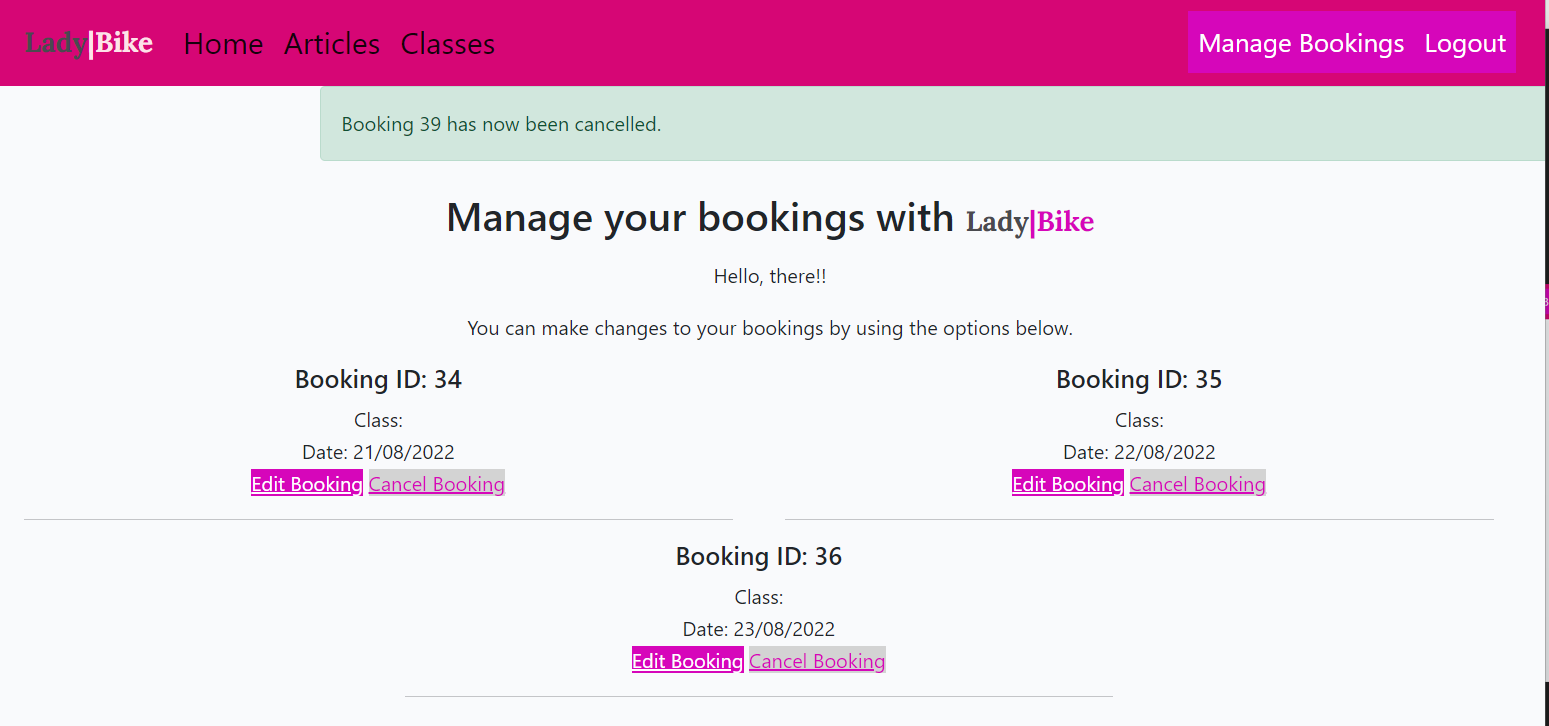 Lady|Bike Home Articles Classes Manage Bookings Logout
Booking 39 has now been cancelled.
Manage your bookings with Lady|Bike
Hello, there!!
You can make changes to your bookings by using the options below.
Booking ID: 34
Class:
Date: 21/08/2022
Edit Booking Cancel Booking
Booking ID: 35
Class:
Date: 22/08/2022
Edit Booking Cancel Booking
Booking ID: 36
Class:
Date: 23/08/2022
Edit Booking Cancel Booking